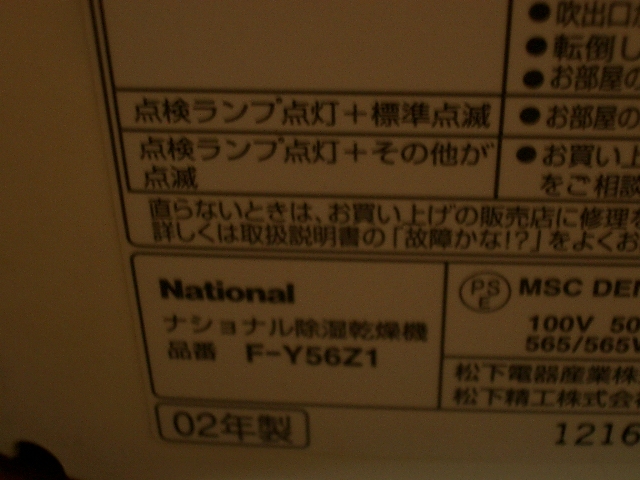 ●吹出口
●転倒し
●お部屋の
点検ランプ点灯＋標準点滅
●お部屋の
点検ランプ点灯＋その他が
点滅
●お買い上
をご相談
直らないときは、お買い上げの販売店に修理を
詳しくは取扱説明書の「故障かな!?」をよくお
National
ナショナル除湿乾燥機
品番 F-Y56Z1
PSE
MSC DEN
100V 50
565/565W
松下電器産業株
松下精工株式会
02年製
1216